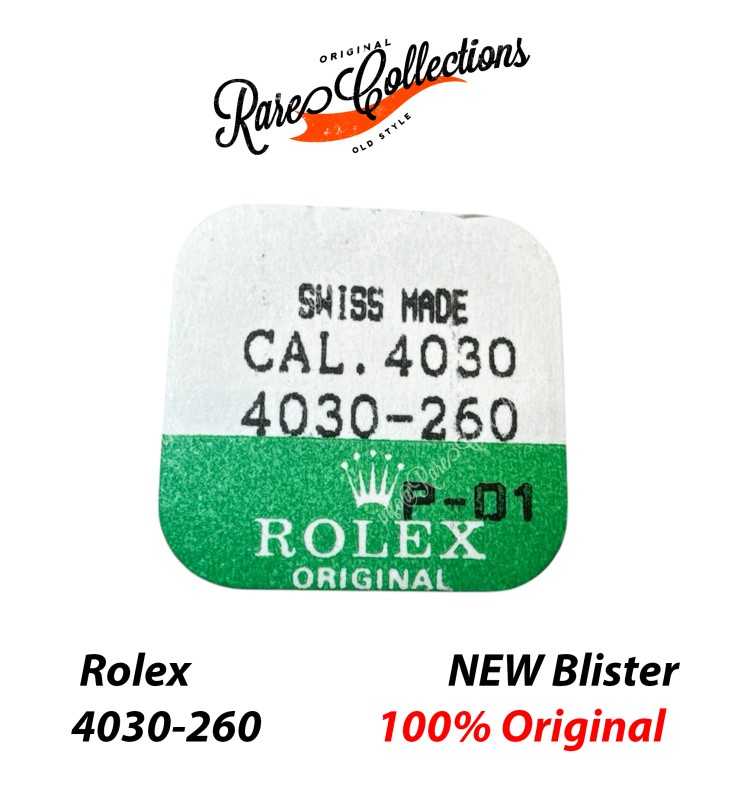 ORIGINAL
Rare Collections
OLD STYLE
SWISS MADE
CAL. 4030
4030-260
P-01
ROLEX
ORIGINAL
Rolex
NEW Blister
4030-260
100% Original